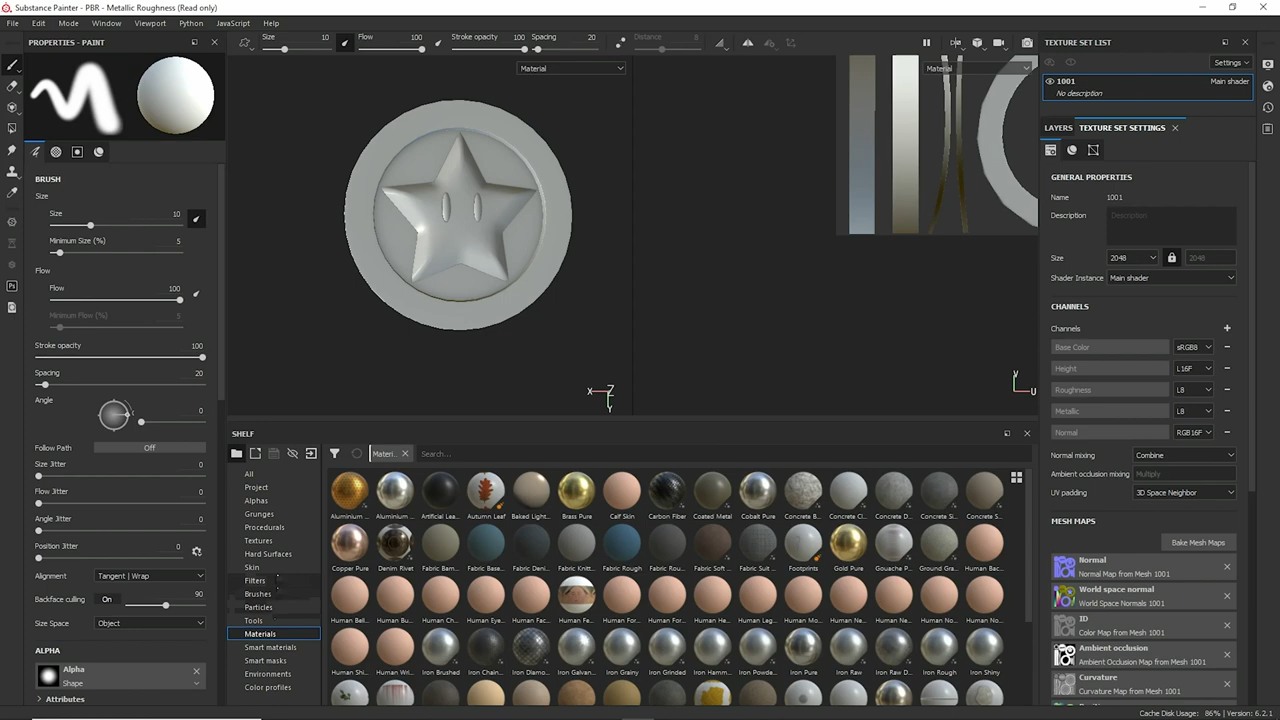 Substance Painter - PBR - Metallic Roughness (Read only)
File Edit Mode Window Viewport Python JavaScript Help
PROPERTIES - PAINT
Size 10 Flow 100 Stroke opacity 100 Spacing 20 Distance 8
Material
Material
BRUSH
Size
Size 10
Minimum Size (%) 5
Flow
Flow 100
Minimum Flow (%) 5
Stroke opacity 100
Spacing 20
Angle
0
Follow Path Off
Size Jitter 0
Flow Jitter 0
Angle Jitter 0
Position Jitter 0
Alignment Tangent | Wrap
Backface culling On 90
Size Space Object
ALPHA
Alpha
Shape
Attributes
X Z
Y
V
U
SHELF
Materi...
Search...
All
Project
Alphas
Grunges
Procedurals
Textures
Hard Surfaces
Skin
Filters
Brushes
Particles
Tools
Materials
Smart materials
Smart masks
Environments
Color profiles
Aluminium ... Aluminium ... Artificial Lea... Autumn Leaf Baked Light... Brass Pure Calf Skin Carbon Fiber Coated Metal Cobalt Pure Concrete B... Concrete Cl... Concrete D... Concrete Si... Concrete S...
Copper Pure Denim Rivet Fabric Bam... Fabric Base... Fabric Deni... Fabric Knitt... Fabric Rough Fabric Rou... Fabric Soft ... Fabric Suit ... Footprints Gold Pure Gouache P... Ground Gra... Human Bac...
Human Bel... Human Bu... Human Ch... Human Eye... Human Fac... Human Fe... Human For... Human For... Human Hea... Human Leg... Human Mo... Human Ne... Human Ne... Human No... Human No...
Human Shi... Human Wri... Iron Brushed Iron Chain... Iron Diamo... Iron Galvan... Iron Grainy Iron Grinded Iron Hamm... Iron Powde... Iron Pure Iron Raw Iron Rough Iron Shiny
TEXTURE SET LIST
Settings
1001 Main shader
No description
LAYERS TEXTURE SET SETTINGS
GENERAL PROPERTIES
Name 1001
Description Description
Size 2048 2048
Shader Instance Main shader
CHANNELS
Channels
Base Color sRGB8
Height L16F
Roughness L8
Metallic L8
Normal RGB16F
Normal mixing Combine
Ambient occlusion mixing Multiply
UV padding 3D Space Neighbor
MESH MAPS
Bake Mesh Maps
Normal
Normal Map from Mesh 1001
World space normal
World Space Normals 1001
ID
Color Map from Mesh 1001
Ambient occlusion
Ambient Occlusion Map from Mesh 1001
Curvature
Curvature Map from Mesh 1001
Cache Disk Usage: 86% | Version: 6.2.1